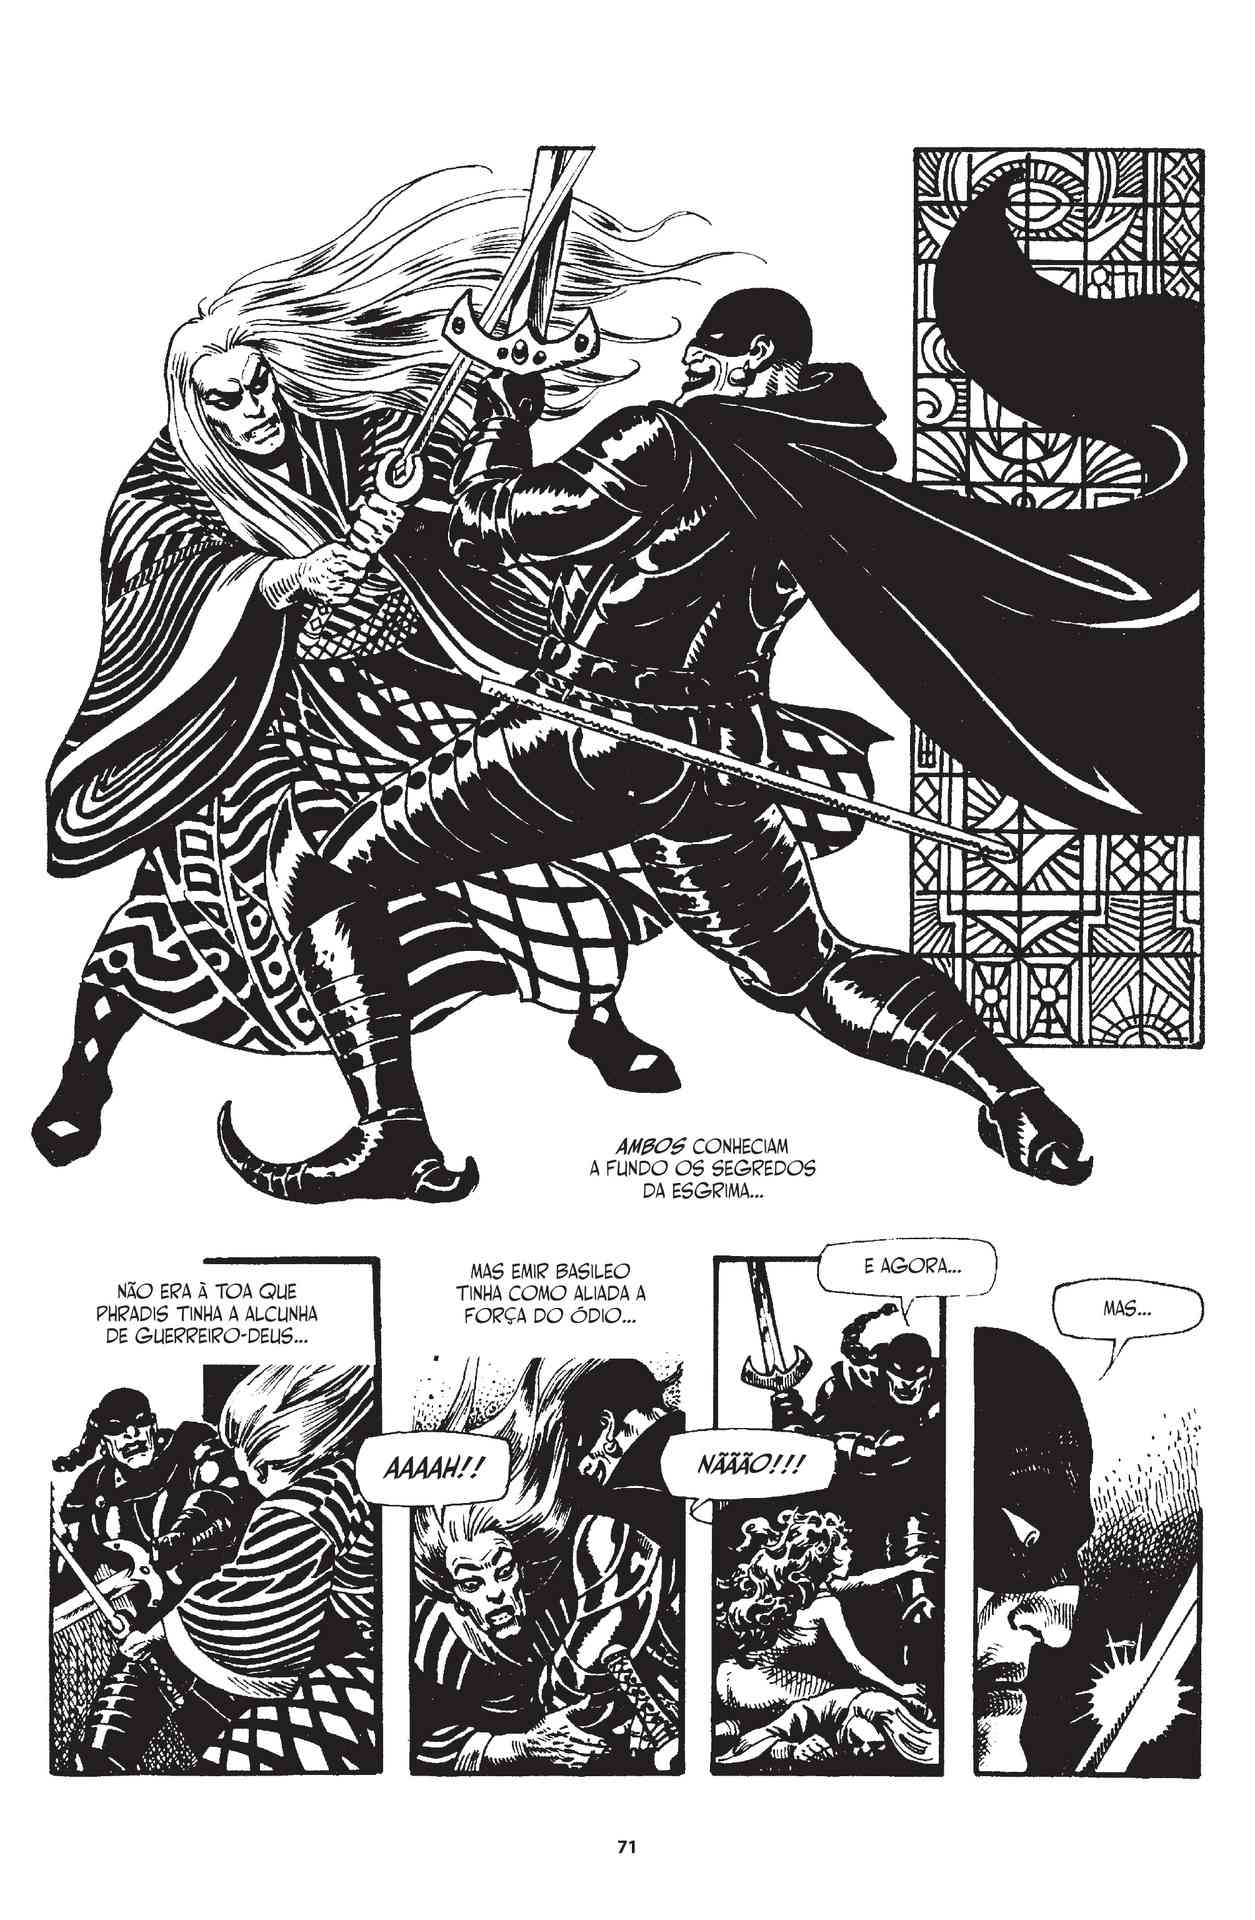 AMBOS CONHECIAM
A FUNDO OS SEGREDOS
DA ESGRIMA...
NÃO ERA À TOA QUE
PHRADIS TINHA A ALCUNHA
DE GUERREIRO-DEUS...
MAS EMIR BASILEO
TINHA COMO ALIADA A
FORÇA DO ÓDIO...
AAAAH!!
E AGORA...
NÃÃÃO!!!
MAS...
71